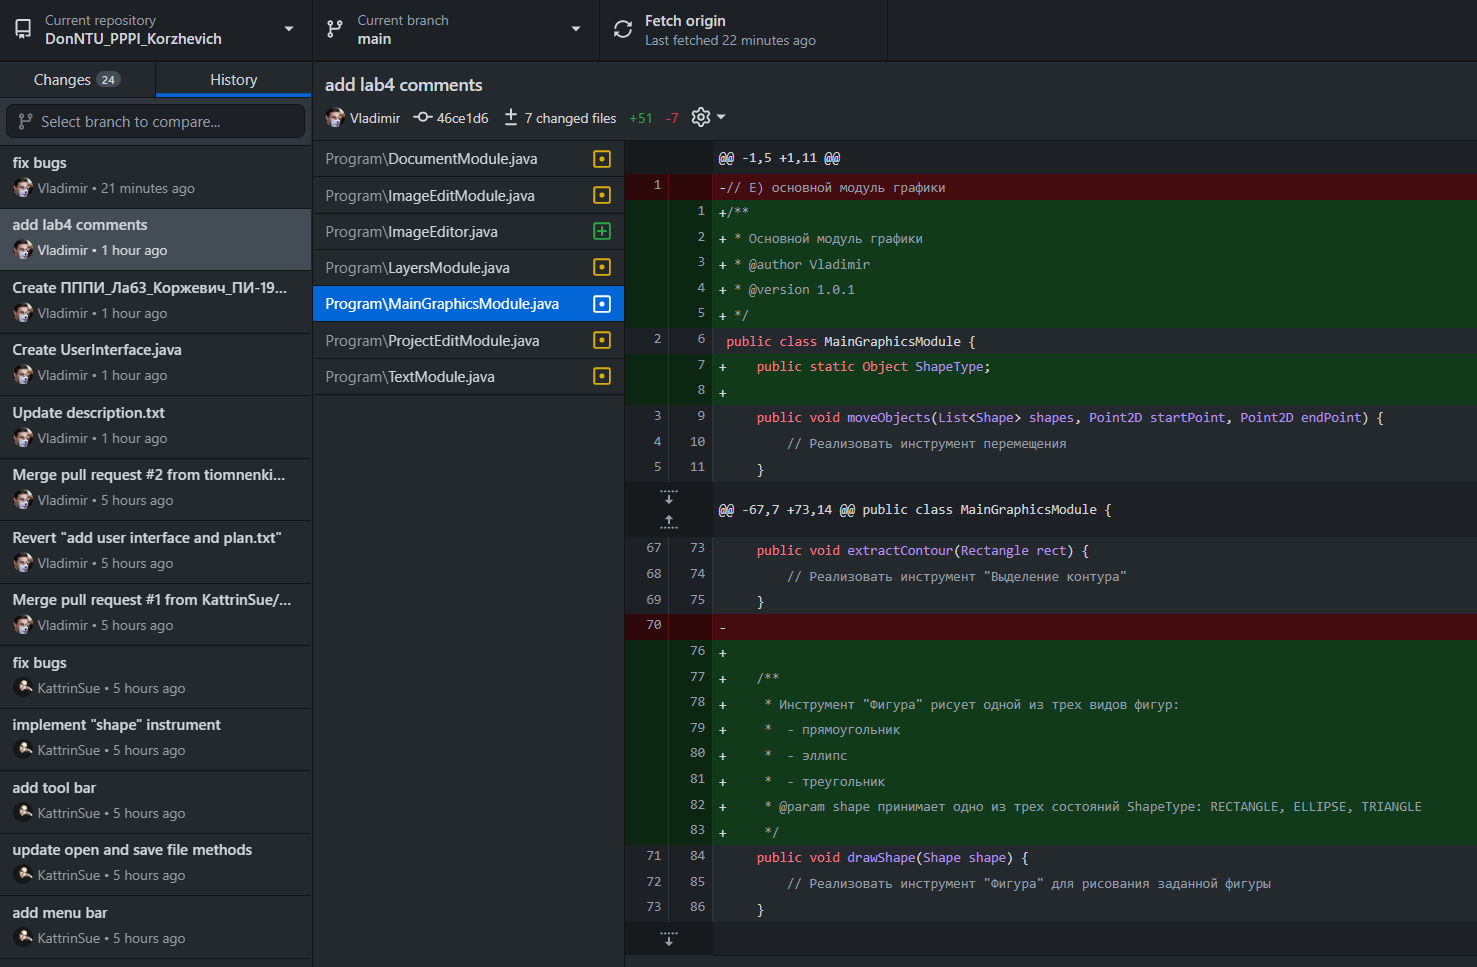 Current repository
DonNTU_PPPI_Korzhevich
Current branch
main
Fetch origin
Last fetched 22 minutes ago
Changes 24
History
Select branch to compare...
fix bugs
Vladimir • 21 minutes ago
add lab4 comments
Vladimir • 1 hour ago
Create ПППИ_Лаб3_Коржевич_ПИ-19...
Vladimir • 1 hour ago
Create UserInterface.java
Vladimir • 1 hour ago
Update description.txt
Vladimir • 1 hour ago
Merge pull request #2 from tiomnenki...
Vladimir • 5 hours ago
Revert "add user interface and plan.txt"
Vladimir • 5 hours ago
Merge pull request #1 from KattrinSue/...
Vladimir • 5 hours ago
fix bugs
KattrinSue • 5 hours ago
implement "shape" instrument
KattrinSue • 5 hours ago
add tool bar
KattrinSue • 5 hours ago
update open and save file methods
KattrinSue • 5 hours ago
add menu bar
KattrinSue • 5 hours ago
add lab4 comments
Vladimir 46ce1d6 7 changed files +51 -7
Program\DocumentModule.java
Program\ImageEditModule.java
Program\ImageEditor.java
Program\LayersModule.java
Program\MainGraphicsModule.java
Program\ProjectEditModule.java
Program\TextModule.java
@@ -1,5 +1,11 @@
1 -// Е) основной модуль графики
1 +/**
2 + * Основной модуль графики
3 + * @author Vladimir
4 + * @version 1.0.1
5 + */
2 6 public class MainGraphicsModule {
7 +    public static Object ShapeType;
8 +
3 9     public void moveObjects(List<Shape> shapes, Point2D startPoint, Point2D endPoint) {
4 10         // Реализовать инструмент перемещения
5 11     }
@@ -67,7 +73,14 @@ public class MainGraphicsModule {
67 73     public void extractContour(Rectangle rect) {
68 74         // Реализовать инструмент "Выделение контура"
69 75     }
70 -
76 +
77 +    /**
78 +     * Инструмент "Фигура" рисует одной из трех видов фигур:
79 +     *  - прямоугольник
80 +     *  - эллипс
81 +     *  - треугольник
82 +     * @param shape принимает одно из трех состояний ShapeType: RECTANGLE, ELLIPSE, TRIANGLE
83 +     */
71 84     public void drawShape(Shape shape) {
72 85         // Реализовать инструмент "Фигура" для рисования заданной фигуры
73 86     }